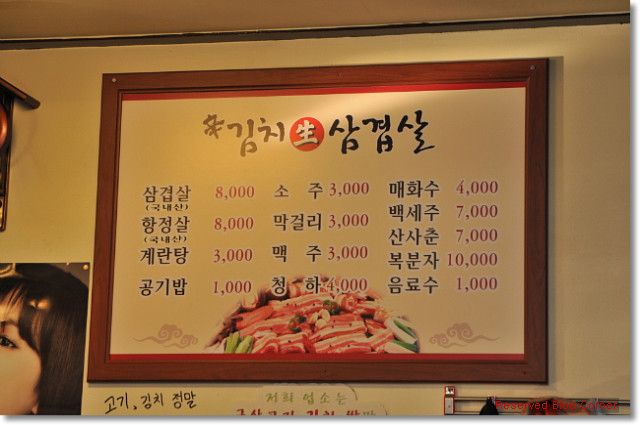 辛김치 生 삼겹살
삼겹살 8,000
(국내산)
항정살 8,000
(국내산)
계란탕 3,000
공기밥 1,000
소 주 3,000
막걸리 3,000
맥 주 3,000
청 하 4,000
매화수 4,000
백세주 7,000
산사춘 7,000
복분자 10,000
음료수 1,000
고기, 김치 정말
저희 업소는